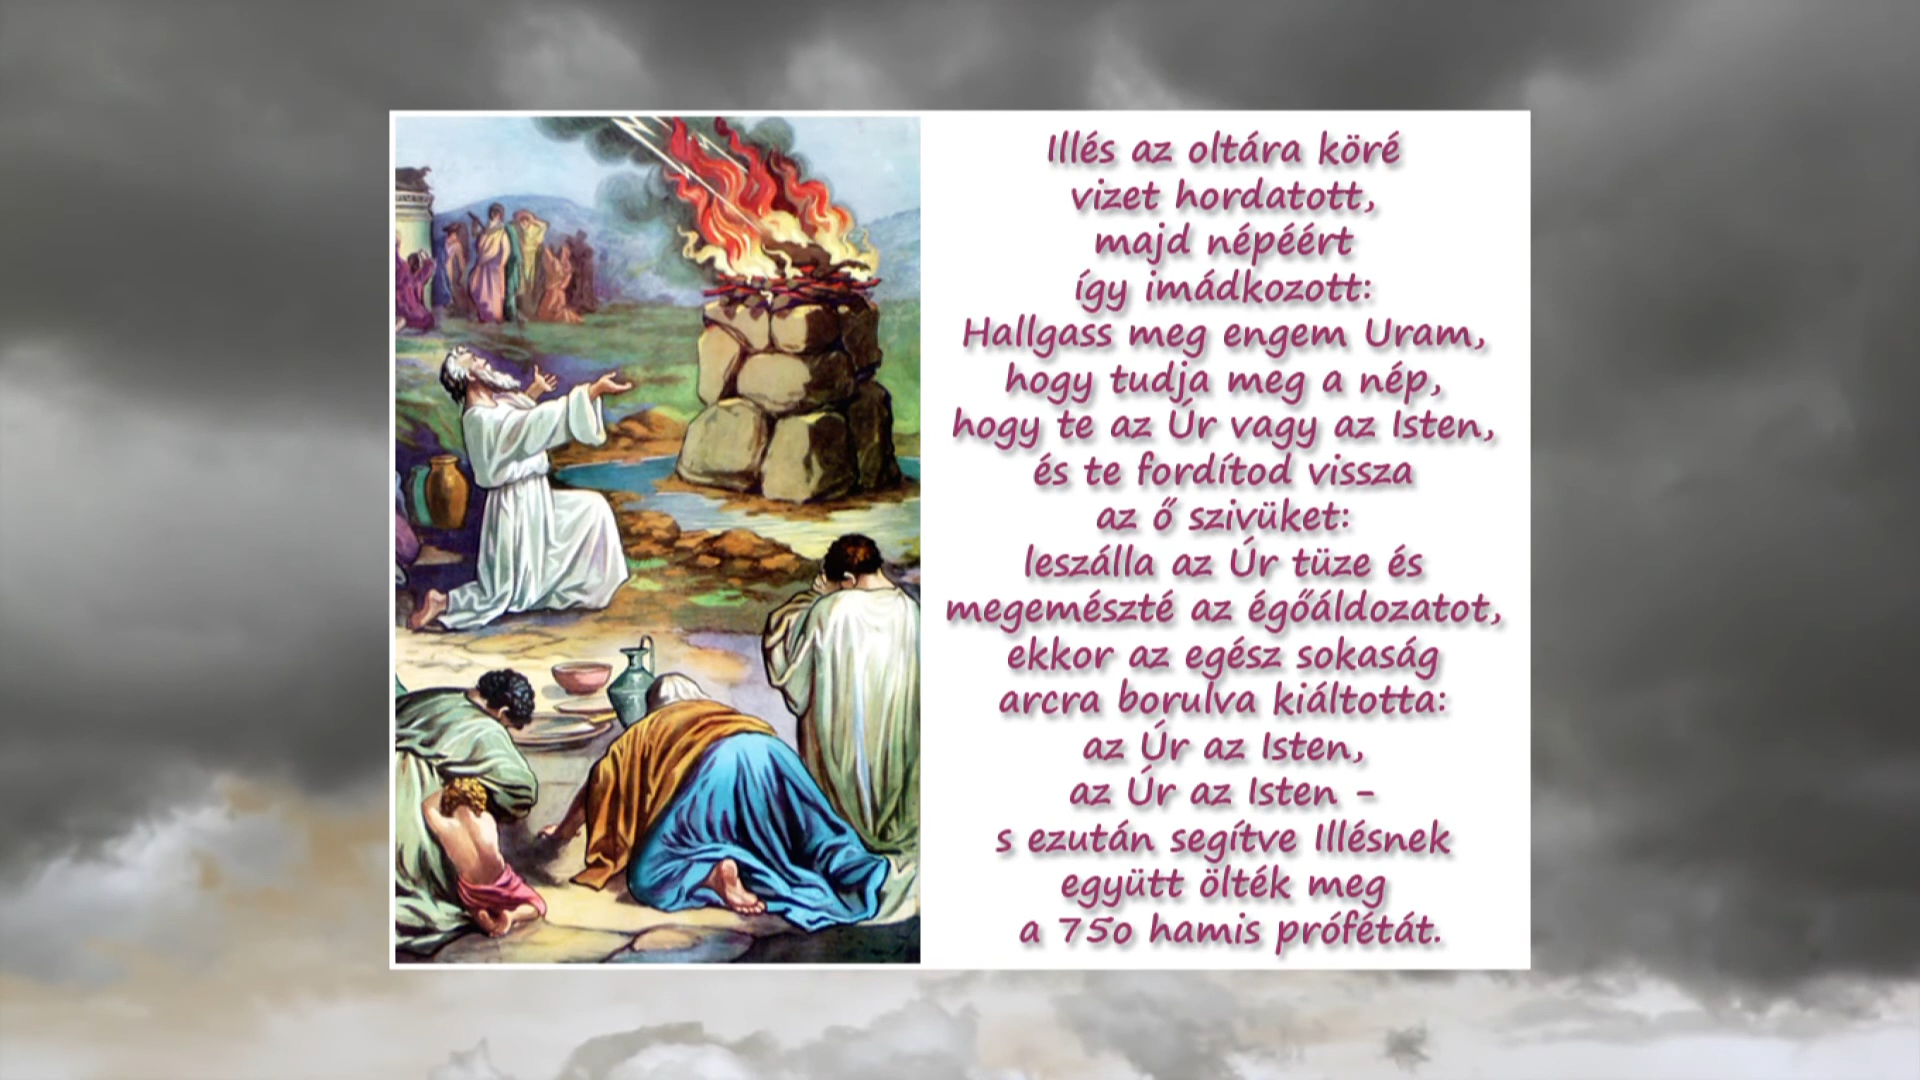 Illés az oltára köré
vizet hordatott,
majd népéért
így imádkozott:
Hallgass meg engem Uram,
hogy tudja meg a nép,
hogy te az Úr vagy az Isten,
és te fordítod vissza
az ő szivüket:
leszálla az Úr tüze és
megemészté az égőáldozatot,
ekkor az egész sokaság
arcra borulva kiáltotta:
az Úr az Isten,
az Úr az Isten -
s ezután segítve Illésnek
együtt ölték meg
a 75o hamis prófétát.